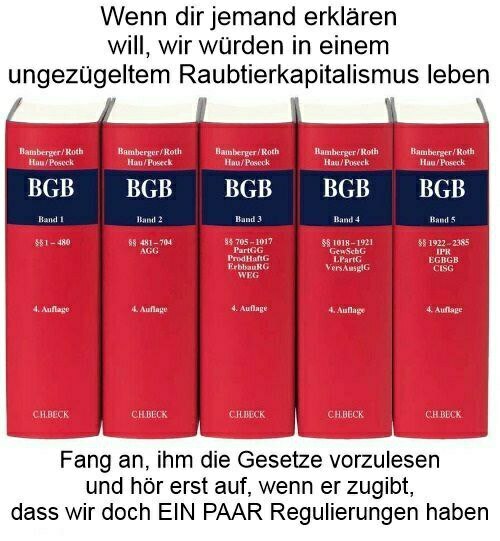 Wenn dir jemand erklären
will, wir würden in einem
ungezügeltem Raubtierkapitalismus leben
Bamberger/Roth
Hau/Poseck
BGB
Band 1
§§ 1–480
4. Auflage
C.H.BECK
Bamberger/Roth
Hau/Poseck
BGB
Band 2
§§ 481–704
AGG
4. Auflage
C.H.BECK
Bamberger/Roth
Hau/Poseck
BGB
Band 3
§§ 705–1017
PartGG
ProdHaftG
ErbbauRG
WEG
4. Auflage
C.H.BECK
Bamberger/Roth
Hau/Poseck
BGB
Band 4
§§ 1018–1921
GewSchG
LPartG
VersAusglG
4. Auflage
C.H.BECK
Bamberger/Roth
Hau/Poseck
BGB
Band 5
§§ 1922–2385
IPR
EGBGB
CISG
4. Auflage
C.H.BECK
Fang an, ihm die Gesetze vorzulesen
und hör erst auf, wenn er zugibt,
dass wir doch EIN PAAR Regulierungen haben